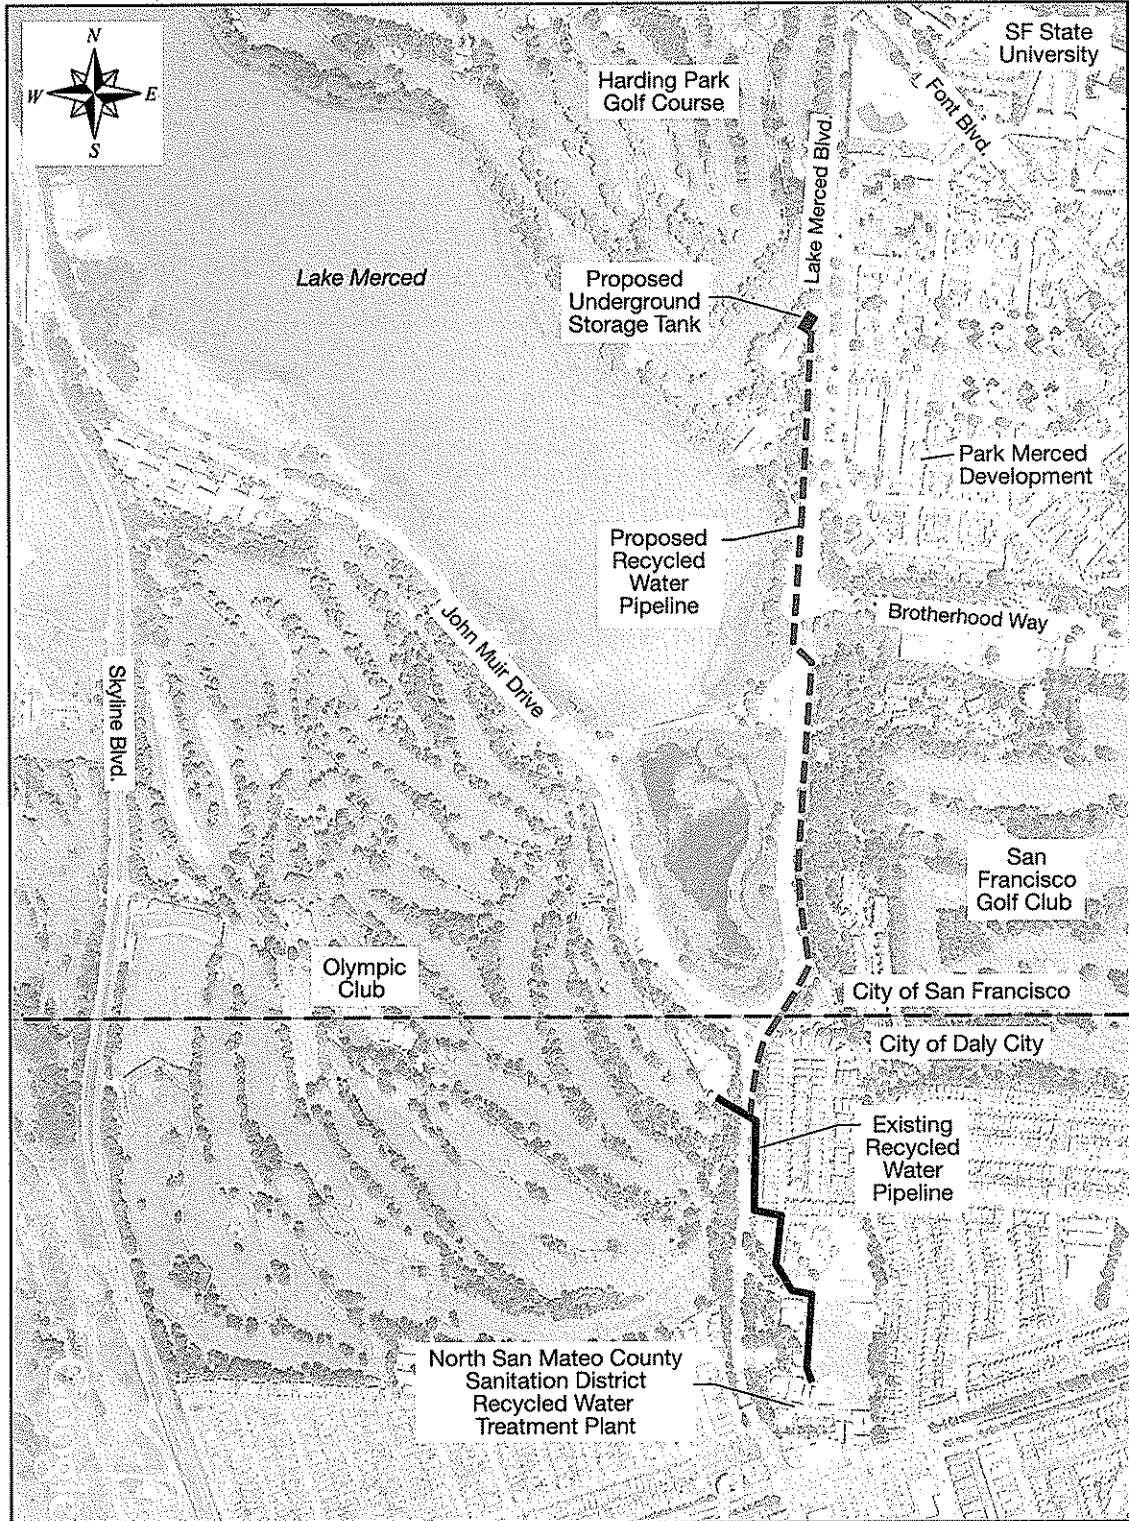 N
W
E
S
SF State
University
Harding Park
Golf Course
Font Blvd.
Lake Merced Blvd.
Lake Merced
Proposed
Underground
Storage Tank
Park Merced
Development
Proposed
Recycled
Water
Pipeline
Brotherhood Way
John Muir Drive
Skyline Blvd.
San
Francisco
Golf Club
Olympic
Club
City of San Francisco
City of Daly City
Existing
Recycled
Water
Pipeline
North San Mateo County
Sanitation District
Recycled Water
Treatment Plant